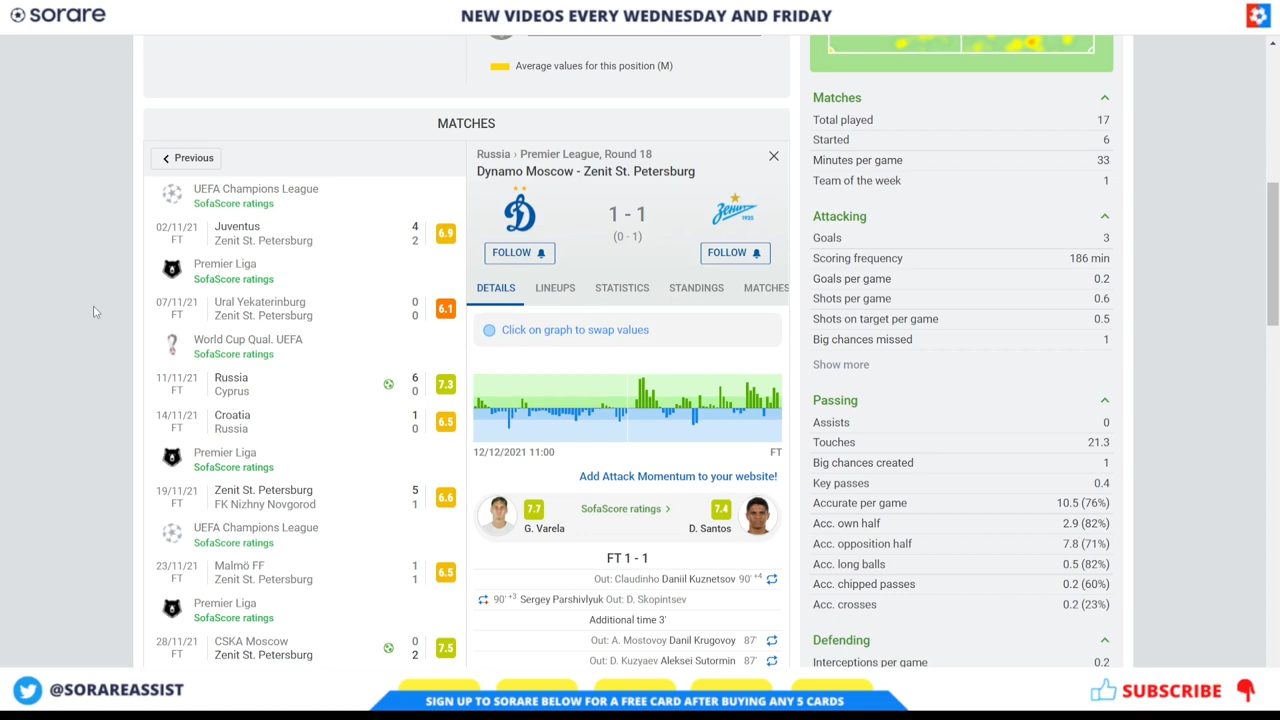 sorare
NEW VIDEOS EVERY WEDNESDAY AND FRIDAY
Average values for this position (M)
MATCHES
Previous
UEFA Champions League
SofaScore ratings
02/11/21 Juventus 4
FT Zenit St. Petersburg 2
6.9
Premier Liga
SofaScore ratings
07/11/21 Ural Yekaterinburg 0
FT Zenit St. Petersburg 0
6.1
World Cup Qual. UEFA
SofaScore ratings
11/11/21 Russia 6
FT Cyprus 0
7.3
14/11/21 Croatia 1
FT Russia 0
6.5
Premier Liga
SofaScore ratings
19/11/21 Zenit St. Petersburg 5
FT FK Nizhny Novgorod 1
6.6
UEFA Champions League
SofaScore ratings
23/11/21 Malmö FF 1
FT Zenit St. Petersburg 1
6.5
Premier Liga
SofaScore ratings
28/11/21 CSKA Moscow 0
FT Zenit St. Petersburg 2
7.5
Russia › Premier League, Round 18
Dynamo Moscow - Zenit St. Petersburg
1 - 1
(0 - 1)
FOLLOW
FOLLOW
DETAILS LINEUPS STATISTICS STANDINGS MATCHES
Click on graph to swap values
12/12/2021 11:00 FT
Add Attack Momentum to your website!
7.7 SofaScore ratings > 7.4
G. Varela D. Santos
FT 1 - 1
Out: Claudinho Daniil Kuznetsov 90' +4
90' +3 Sergey Parshivlyuk Out: D. Skopintsev
Additional time 3'
Out: A. Mostovoy Danil Krugovoy 87'
Out: D. Kuzyaev Aleksei Sutormin 87'
Matches
Total played 17
Started 6
Minutes per game 33
Team of the week 1
Attacking
Goals 3
Scoring frequency 186 min
Goals per game 0.2
Shots per game 0.6
Shots on target per game 0.5
Big chances missed 1
Show more
Passing
Assists 0
Touches 21.3
Big chances created 1
Key passes 0.4
Accurate per game 10.5 (76%)
Acc. own half 2.9 (82%)
Acc. opposition half 7.8 (71%)
Acc. long balls 0.5 (82%)
Acc. chipped passes 0.2 (60%)
Acc. crosses 0.2 (23%)
Defending
Interceptions per game 0.2
@SORAREASSIST
SIGN UP TO SORARE BELOW FOR A FREE CARD AFTER BUYING ANY 5 CARDS
SUBSCRIBE